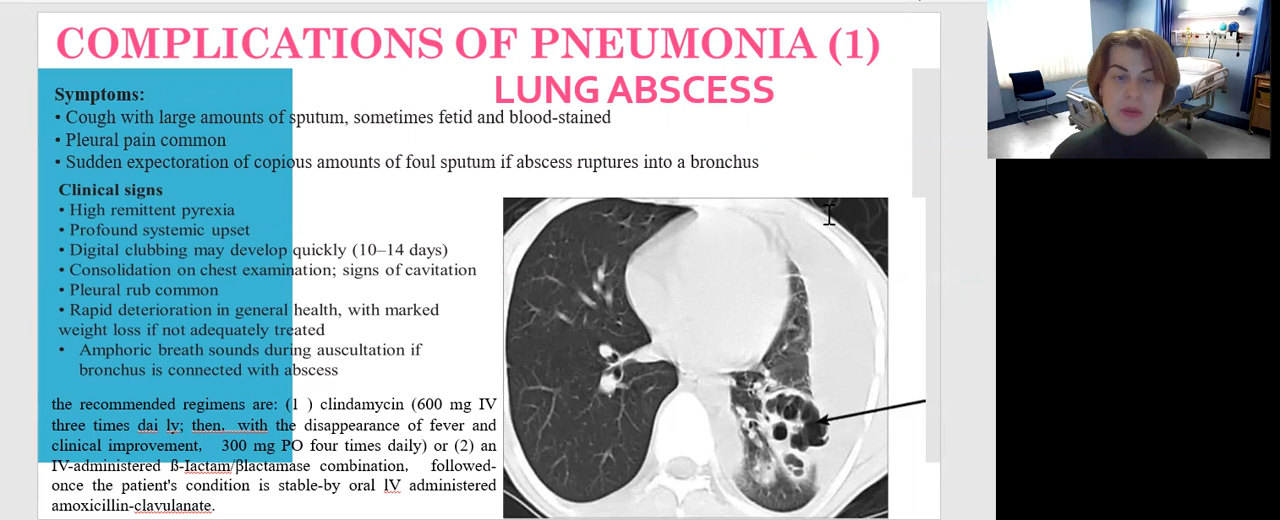 COMPLICATIONS OF PNEUMONIA (1)
LUNG ABSCESS
Symptoms:
• Cough with large amounts of sputum, sometimes fetid and blood-stained
• Pleural pain common
• Sudden expectoration of copious amounts of foul sputum if abscess ruptures into a bronchus
Clinical signs
• High remittent pyrexia
• Profound systemic upset
• Digital clubbing may develop quickly (10–14 days)
• Consolidation on chest examination; signs of cavitation
• Pleural rub common
• Rapid deterioration in general health, with marked
weight loss if not adequately treated
• Amphoric breath sounds during auscultation if
bronchus is connected with abscess
the recommended regimens are: (1 ) clindamycin (600 mg IV
three times dai ly; then. with the disappearance of fever and
clinical improvement, 300 mg PO four times daily) or (2) an
IV-administered ß-Iactam/βlactamase combination, followed-
once the patient's condition is stable-by oral lV administered
amoxicillin-clavulanate.